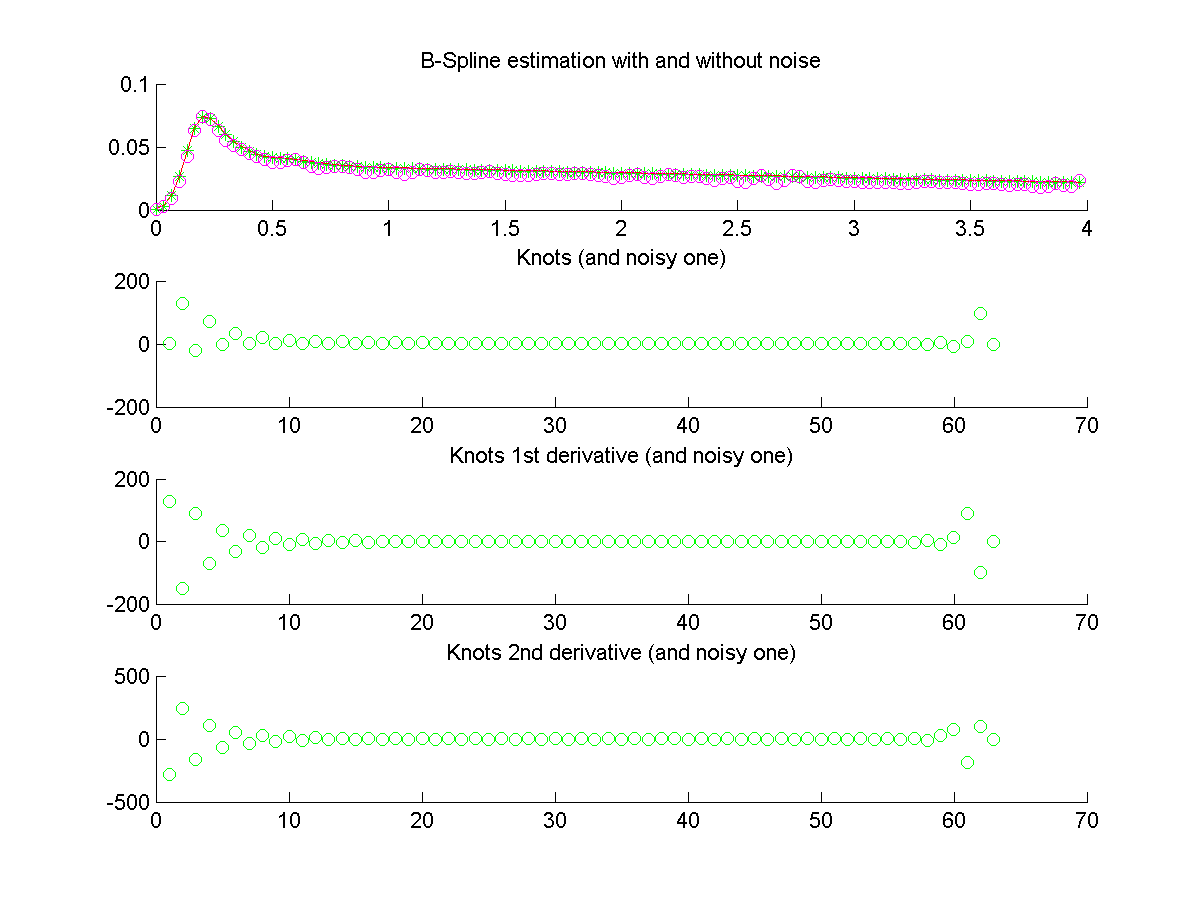 B-Spline estimation with and without noise
0.1
0.05
0
0 0.5 1 1.5 2 2.5 3 3.5 4
Knots (and noisy one)
200
0
-200
0 10 20 30 40 50 60 70
Knots 1st derivative (and noisy one)
200
0
-200
0 10 20 30 40 50 60 70
Knots 2nd derivative (and noisy one)
500
0
-500
0 10 20 30 40 50 60 70